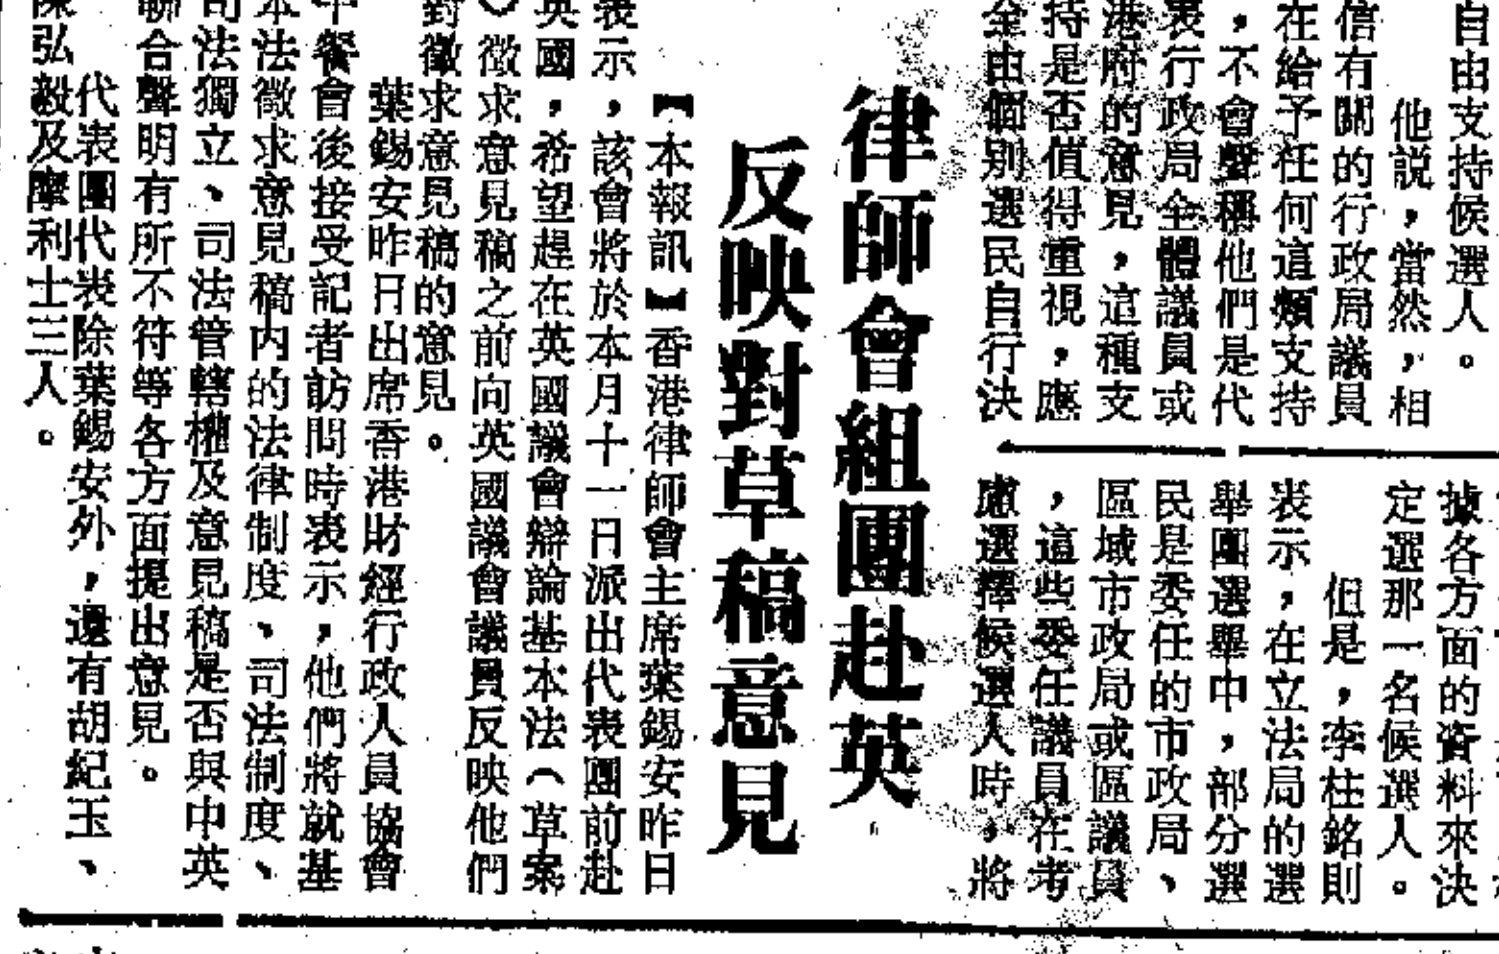 自由支持候選人。
他説，當然，相
信有關的行政局議員
在給予任何這類支持
，不會聲稱他們是代
表行政局全體議員或
港府的意見，這種支
持是否值得重視，應
全由個別選民自行決
據各方面的資料來決
定選那一名候選人。
但是，李柱銘則
表示，在立法局的選
舉團選舉中，部分選
民是委任的市政局、
區域市政局或區議員
，這些委任議員在考
慮選擇候選人時，將
律師會組團赴英
反映對草稿意見
【本報訊】香港律師會主席葉錫安昨日
表示，該會將於本月十一日派出代表團前赴
英國，希望趕在英國議會辯論基本法（草案
）徵求意見稿之前向英國議會議員反映他們
對徵求意見稿的意見。
葉錫安昨日出席香港財經行政人員協會
午餐會後接受記者訪問時表示，他們將就基
本法徵求意見稿內的法律制度、司法制度、
司法獨立、司法管轄權及意見稿是否與中英
聯合聲明有所不符等各方面提出意見。
代表團代表除葉錫安外，還有胡紀玉、
陳弘毅及摩利士三人。